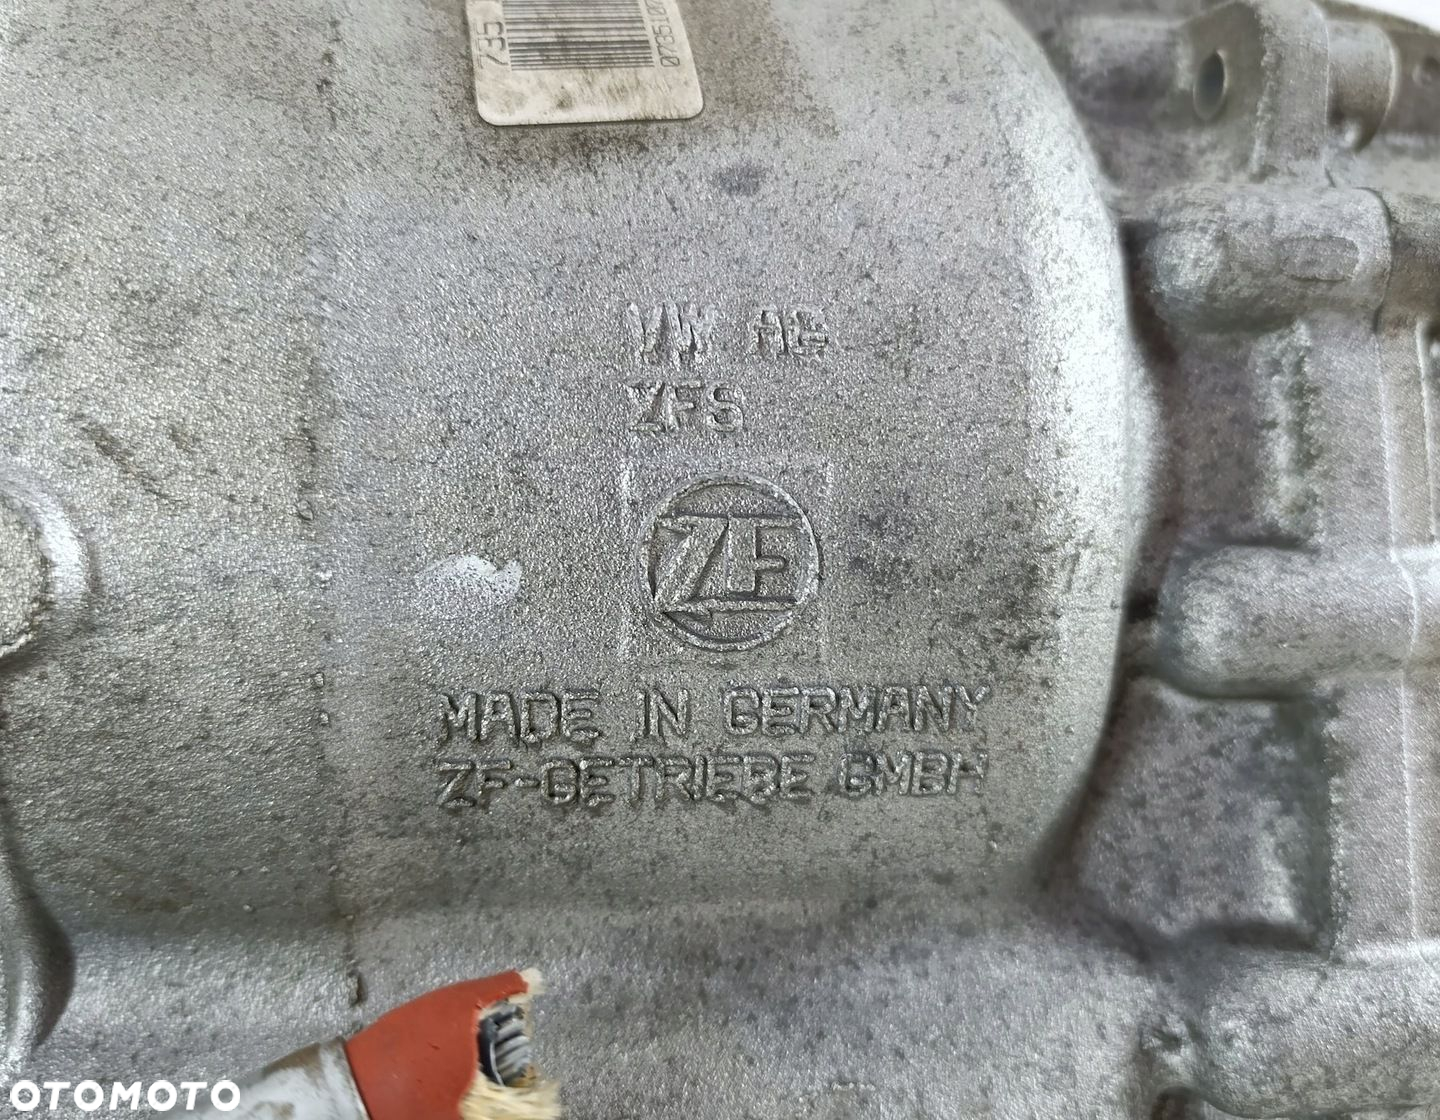 735
VW AG
ZFS
ZF
MADE IN GERMANY
ZF-GETRIEBE GMBH
OTOMOTO